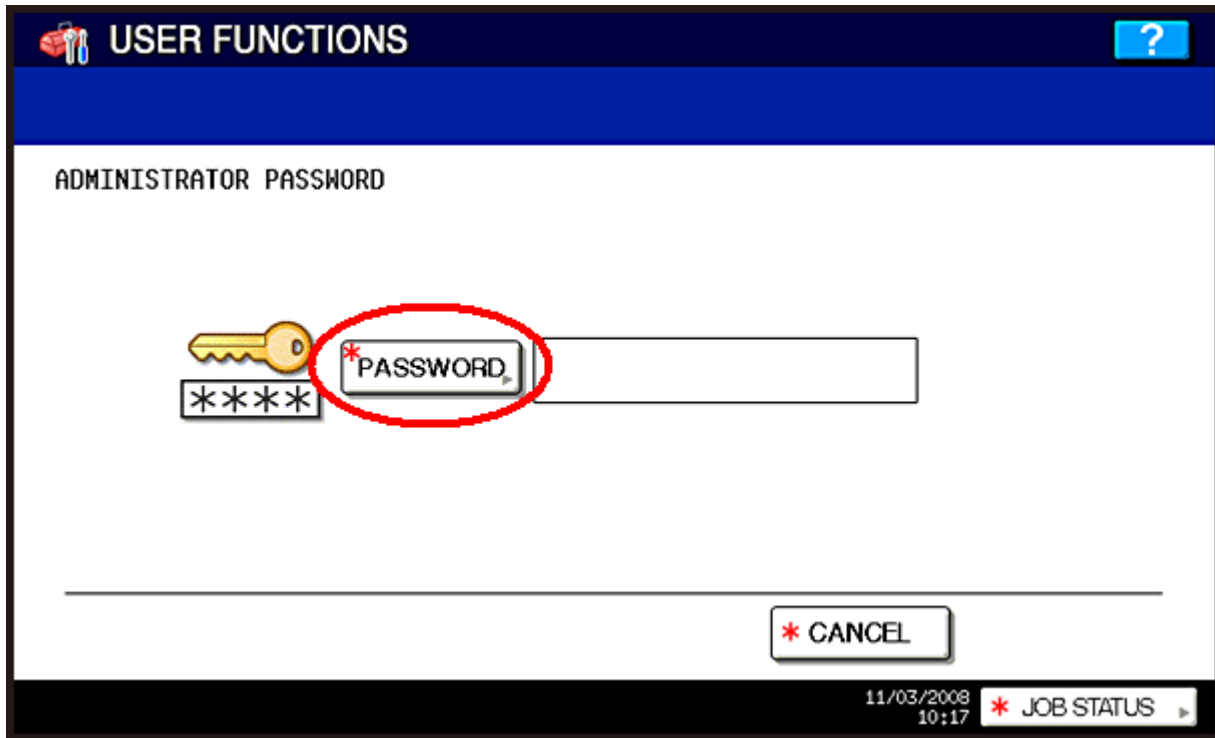 USER FUNCTIONS
?
ADMINISTRATOR PASSWORD
****
*PASSWORD
* CANCEL
11/03/2008
10:17
* JOB STATUS